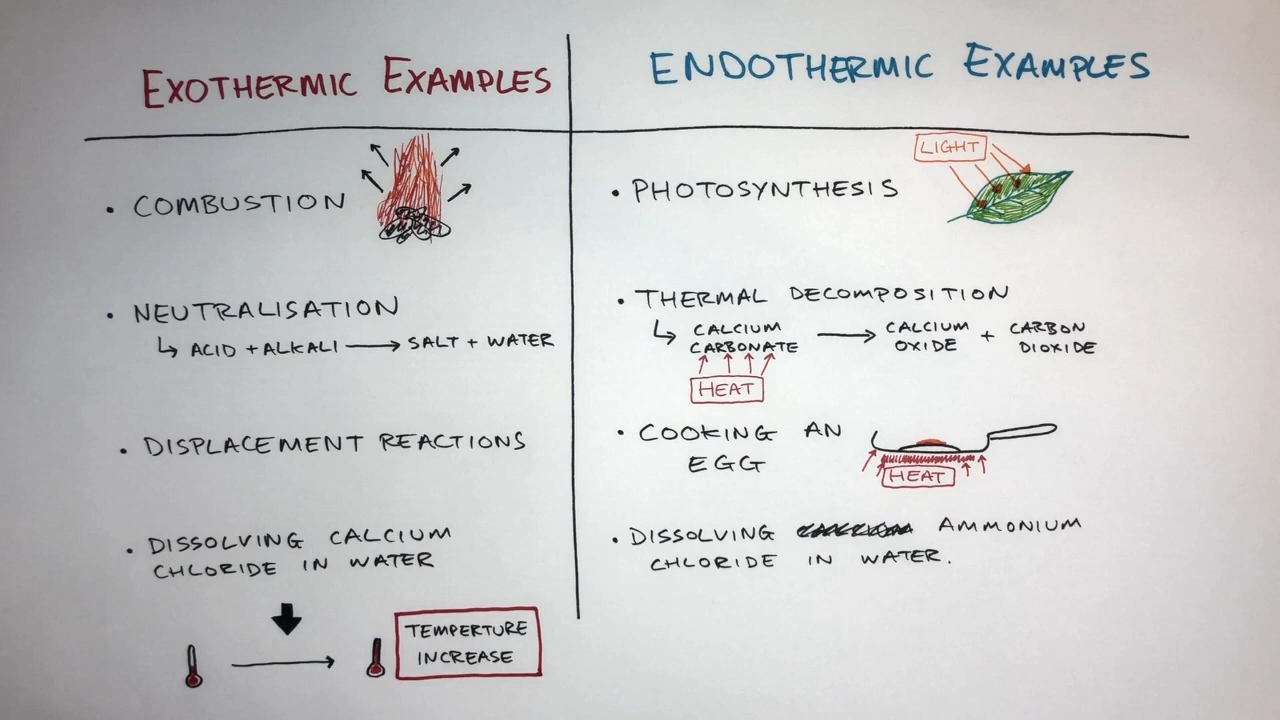 EXOTHERMIC EXAMPLES
• COMBUSTION
• NEUTRALISATION
↳ ACID + ALKALI → SALT + WATER
• DISPLACEMENT REACTIONS
• DISSOLVING CALCIUM
CHLORIDE IN WATER
TEMPERTURE
INCREASE
ENDOTHERMIC EXAMPLES
LIGHT
• PHOTOSYNTHESIS
• THERMAL DECOMPOSITION
↳ CALCIUM → CALCIUM + CARBON
CARBONATE OXIDE DIOXIDE
HEAT
• COOKING AN
EGG
HEAT
• DISSOLVING AMMONIUM
CHLORIDE IN WATER.